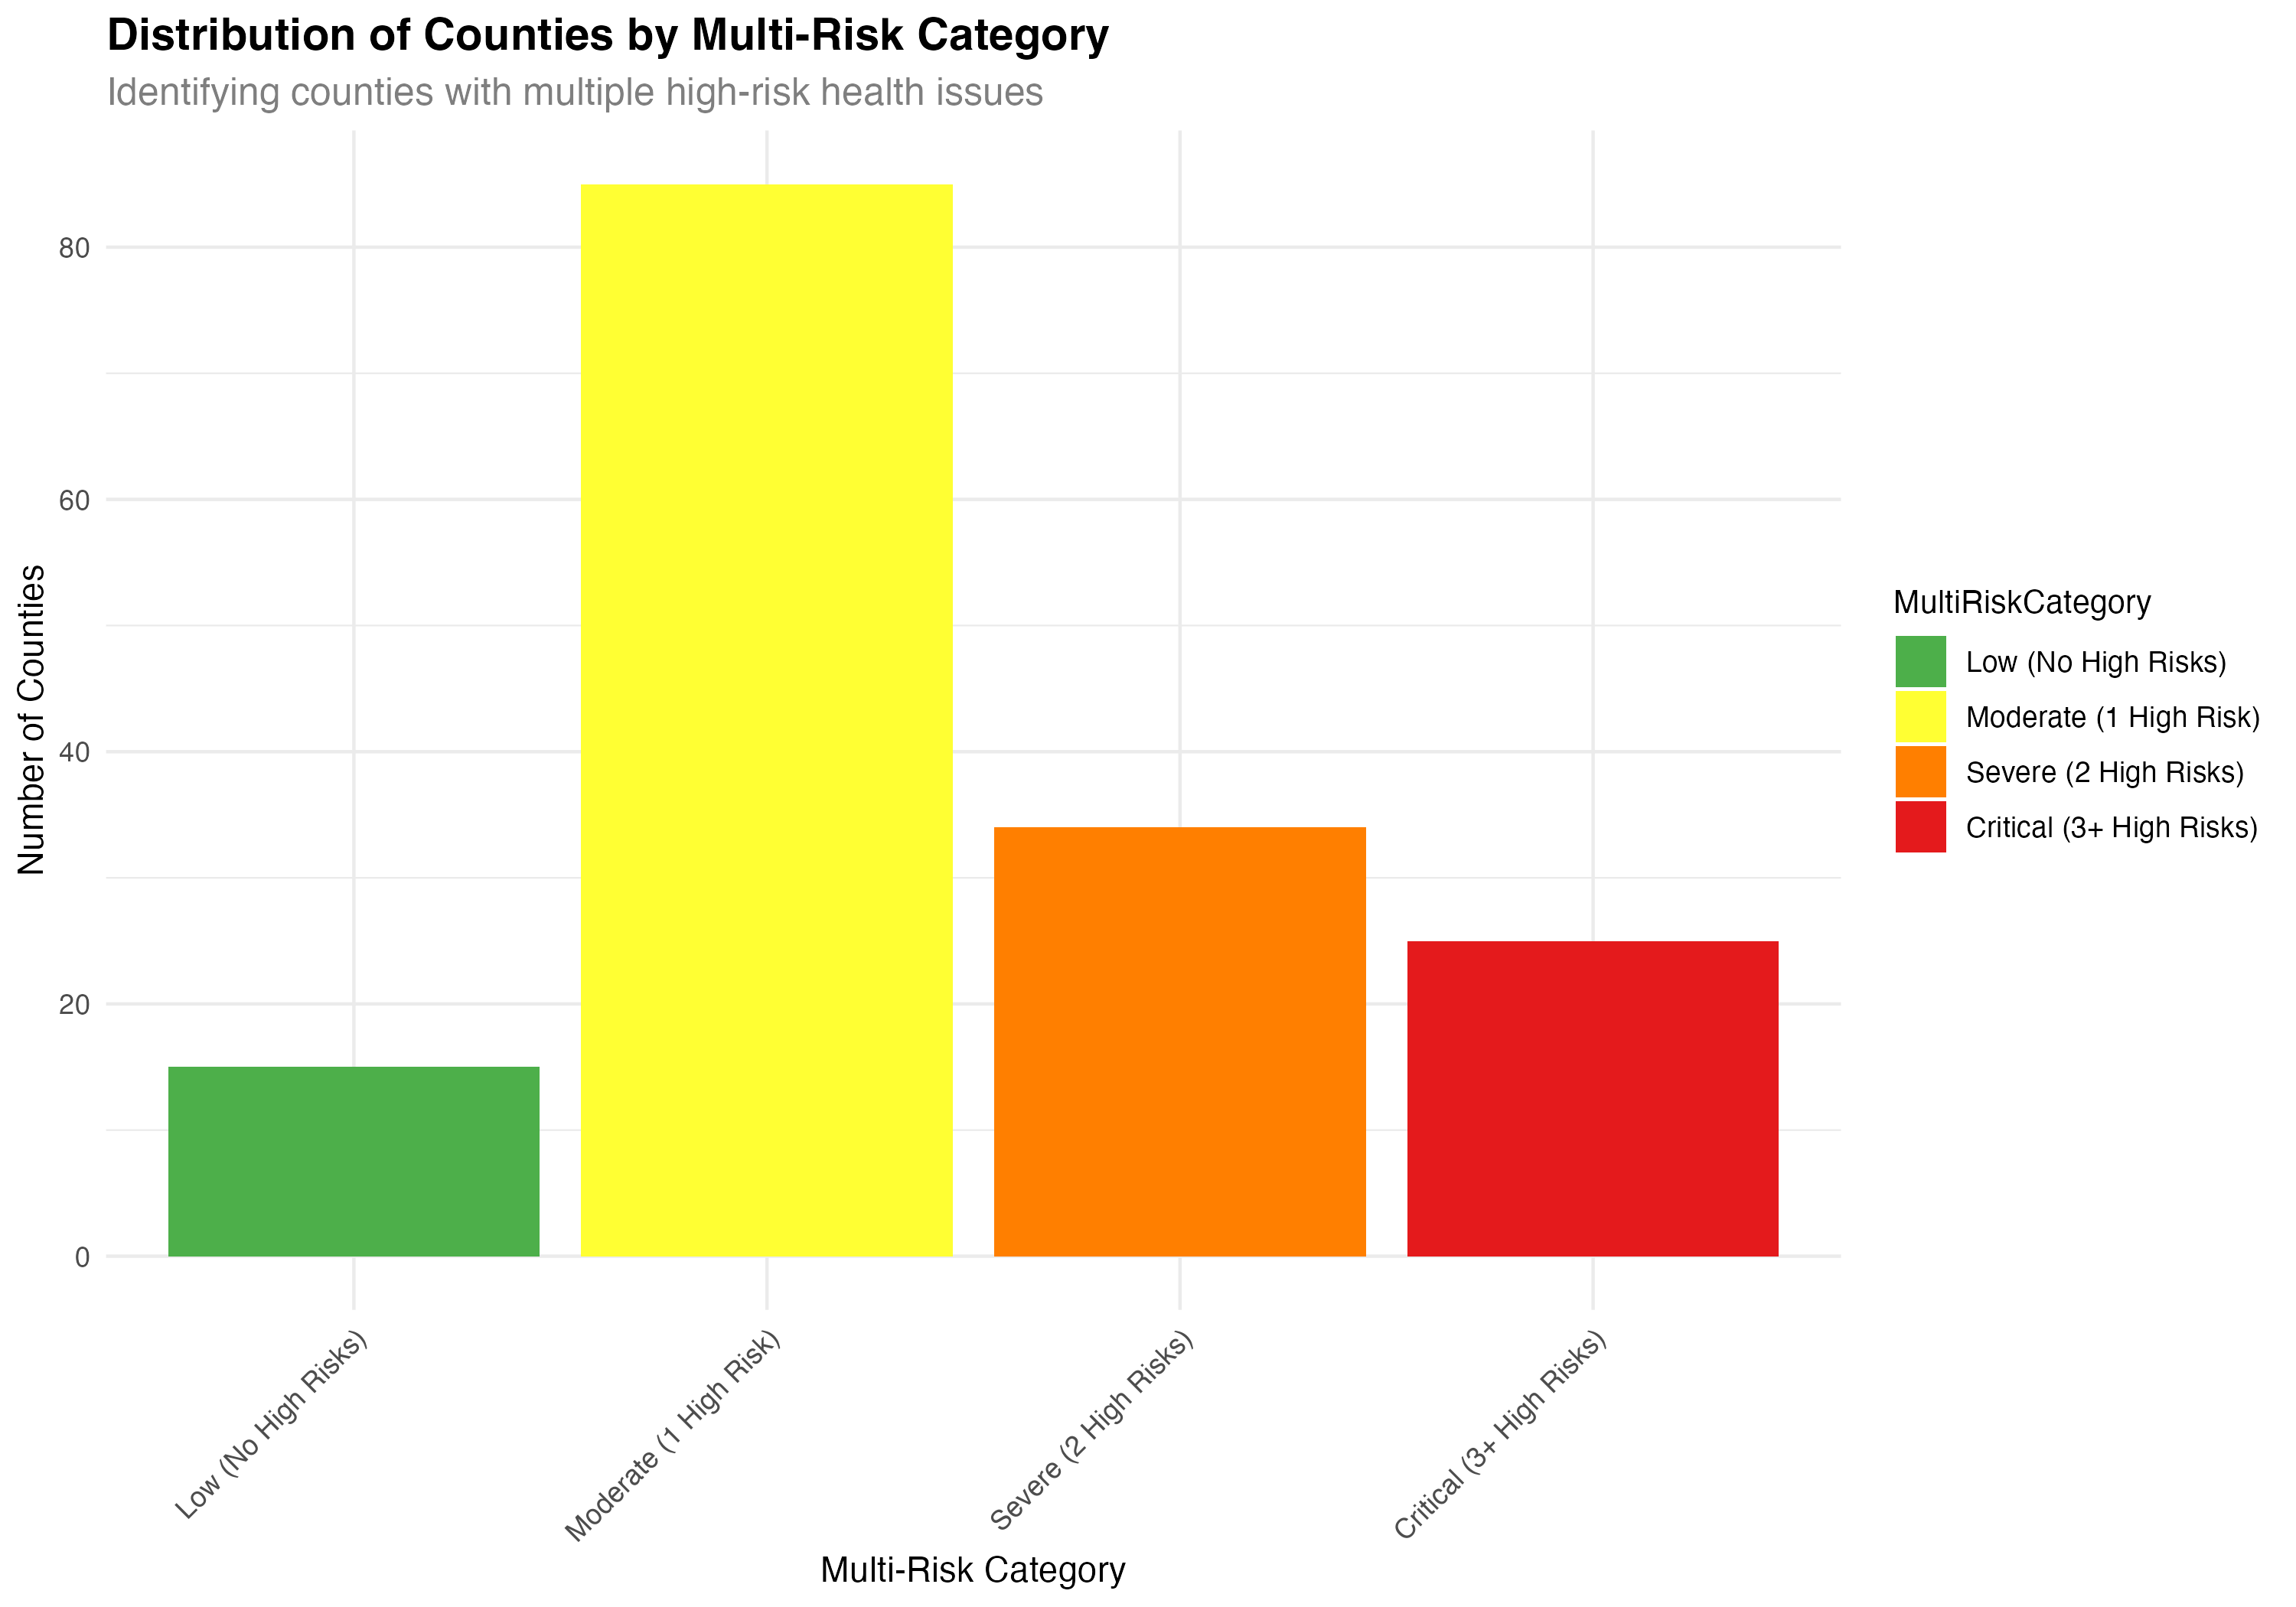 Distribution of Counties by Multi-Risk Category
Identifying counties with multiple high-risk health issues
Number of Counties
80
60
40
20
0
Low (No High Risks)
Moderate (1 High Risk)
Severe (2 High Risks)
Critical (3+ High Risks)
Multi-Risk Category
MultiRiskCategory
Low (No High Risks)
Moderate (1 High Risk)
Severe (2 High Risks)
Critical (3+ High Risks)